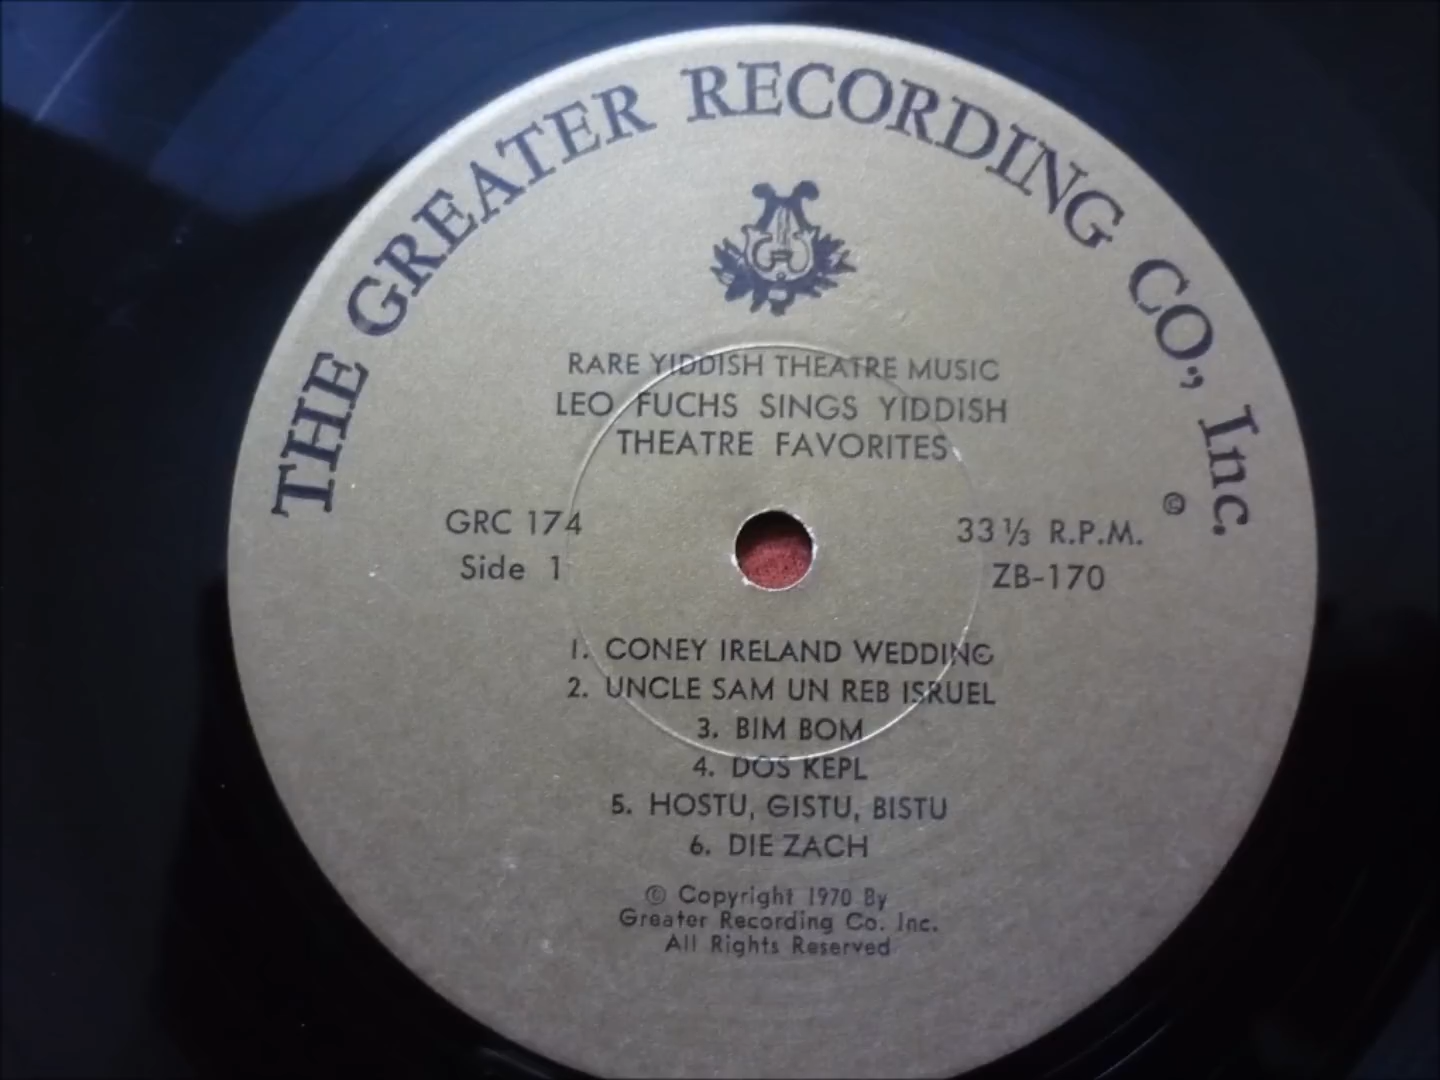 THE GREATER RECORDING CO., Inc.
©
RARE YIDDISH THEATRE MUSIC
LEO FUCHS SINGS YIDDISH
THEATRE FAVORITES
GRC 174
Side 1
33 1/3 R.P.M.
ZB-170
1. CONEY IRELAND WEDDING
2. UNCLE SAM UN REB ISRUEL
3. BIM BOM
4. DOS KEPL
5. HOSTU, GISTU, BISTU
6. DIE ZACH
© Copyright 1970 By
Greater Recording Co. Inc.
All Rights Reserved